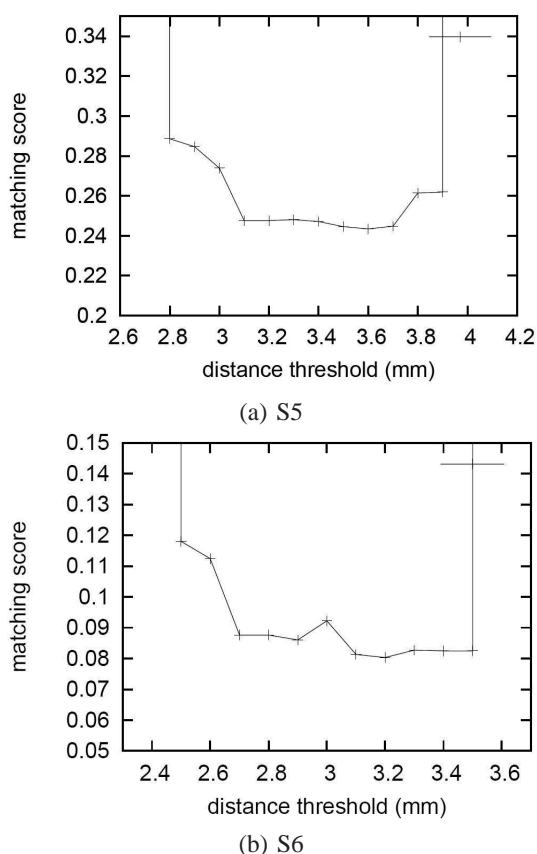 0.34
0.32
0.3
0.28
0.26
0.24
0.22
0.2
matching score
2.6 2.8 3 3.2 3.4 3.6 3.8 4 4.2
distance threshold (mm)
(a) S5
0.15
0.14
0.13
0.12
0.11
0.1
0.09
0.08
0.07
0.06
0.05
matching score
2.4 2.6 2.8 3 3.2 3.4 3.6
distance threshold (mm)
(b) S6